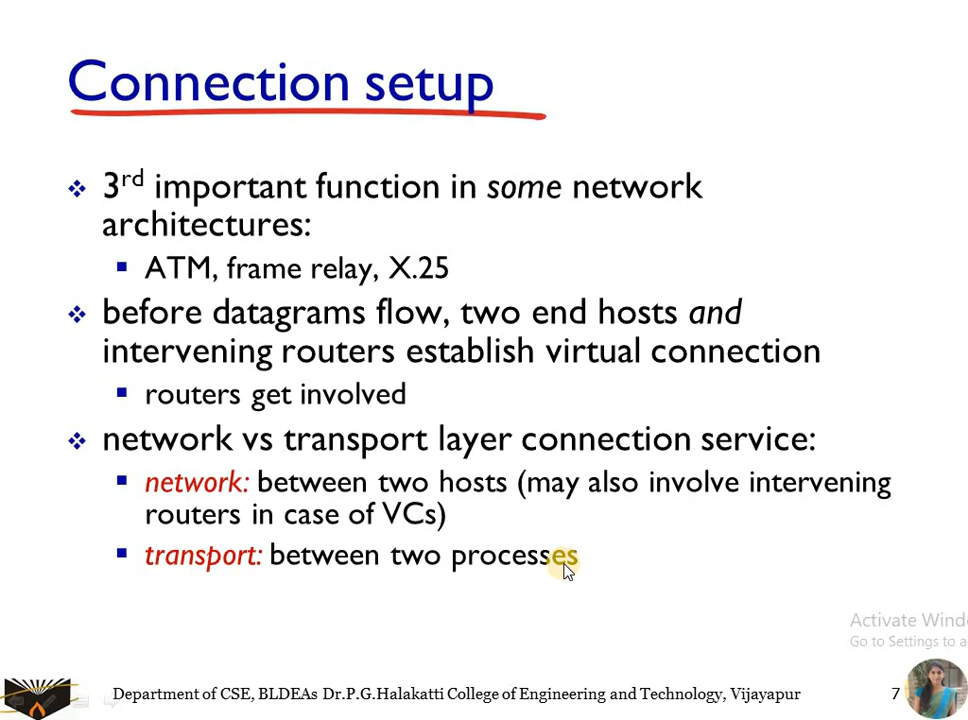 Connection setup
❖ 3rd important function in some network
architectures:
▪ ATM, frame relay, X.25
❖ before datagrams flow, two end hosts and
intervening routers establish virtual connection
▪ routers get involved
❖ network vs transport layer connection service:
▪ network: between two hosts (may also involve intervening
routers in case of VCs)
▪ transport: between two processes
Activate Wind
Go to Settings to a
Department of CSE, BLDEAs Dr.P.G.Halakatti College of Engineering and Technology, Vijayapur 7